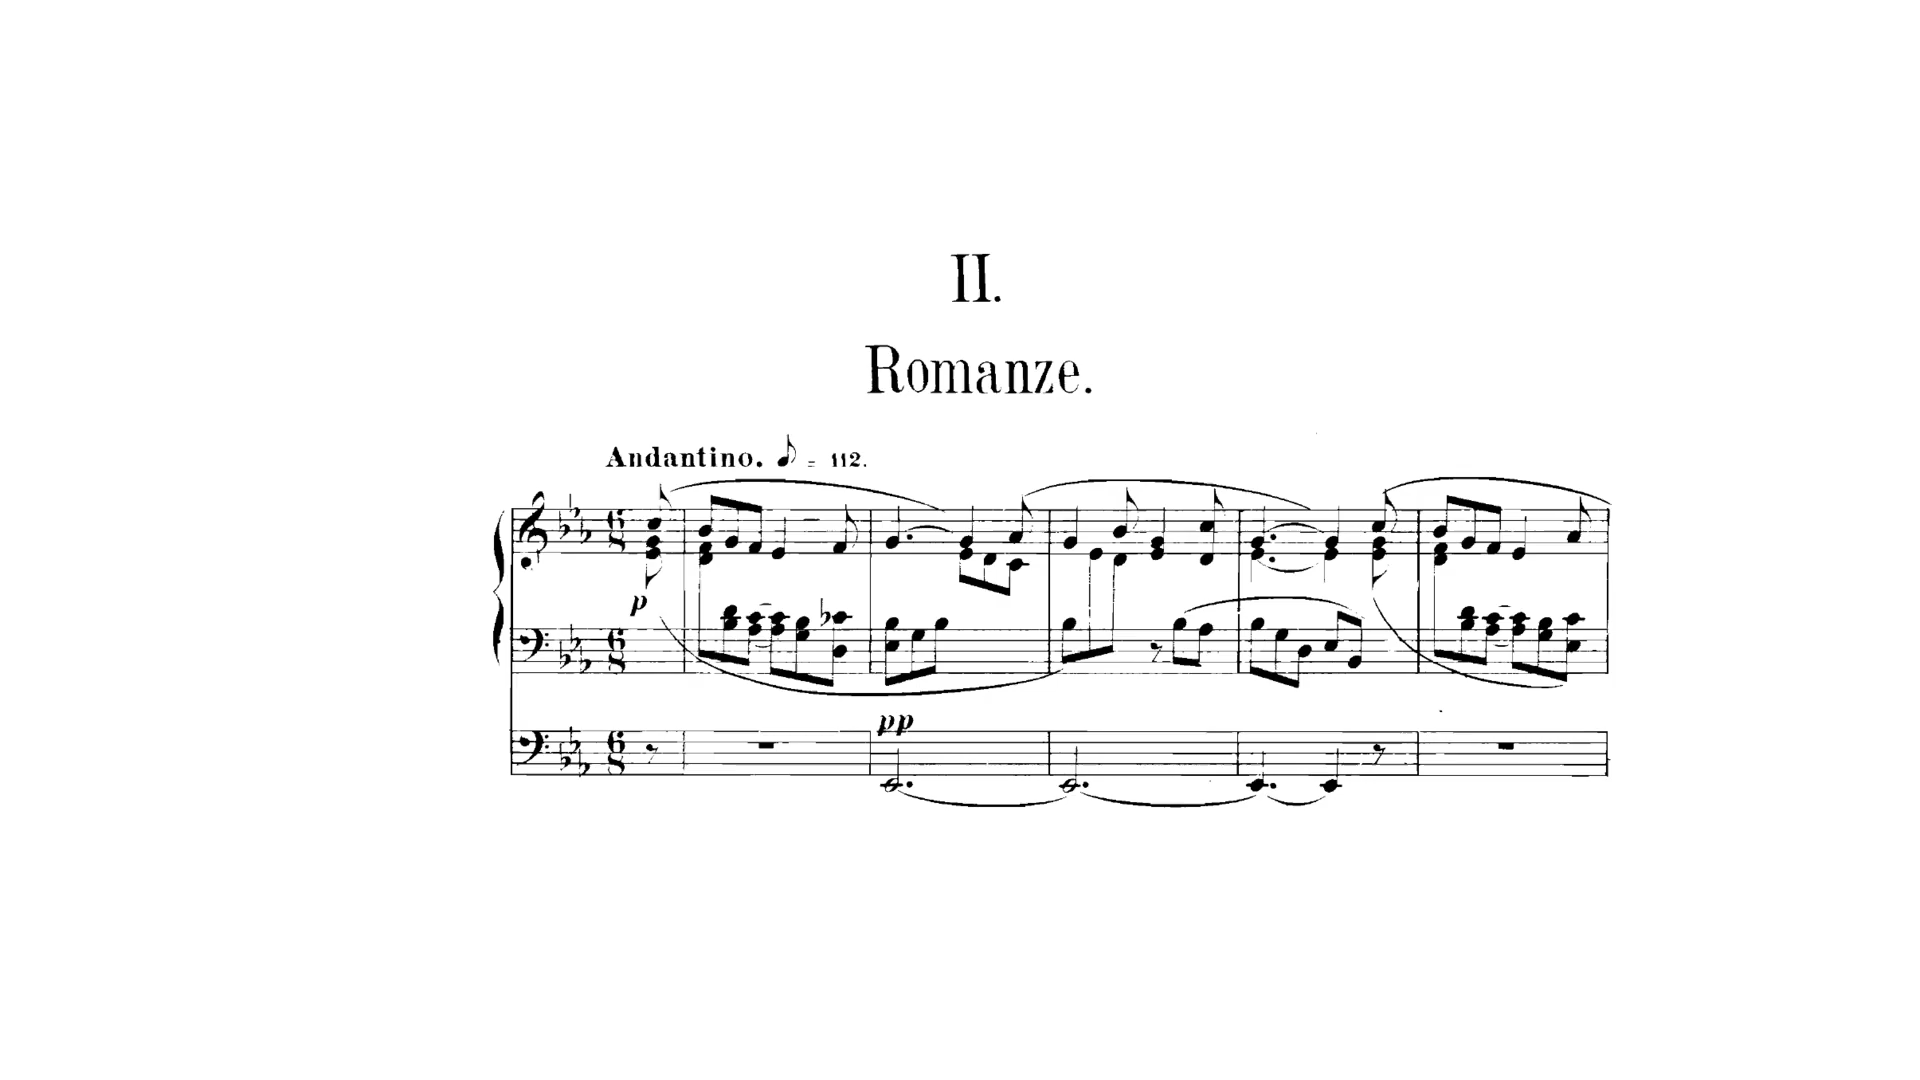 II.
Romanze.
Andantino. ♪ = 112.
p
pp